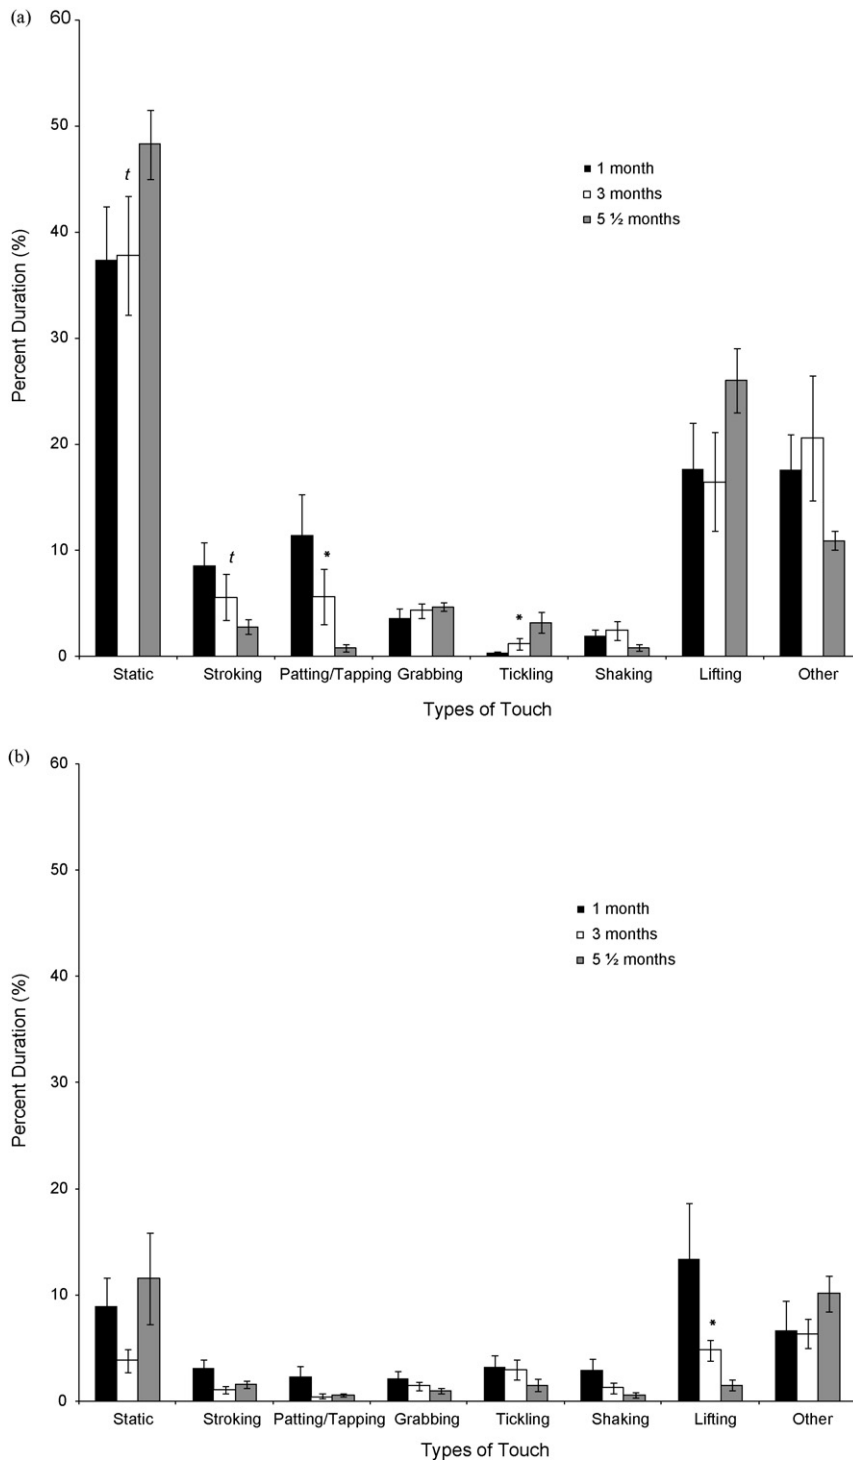 (a)
60
50
40
30
20
10
0
Percent Duration (%)
t
t
*
*
1 month
3 months
5 ½ months
Static Stroking Patting/Tapping Grabbing Tickling Shaking Lifting Other
Types of Touch
(b)
60
50
40
30
20
10
0
Percent Duration (%)
1 month
3 months
5 ½ months
*
Static Stroking Patting/Tapping Grabbing Tickling Shaking Lifting Other
Types of Touch